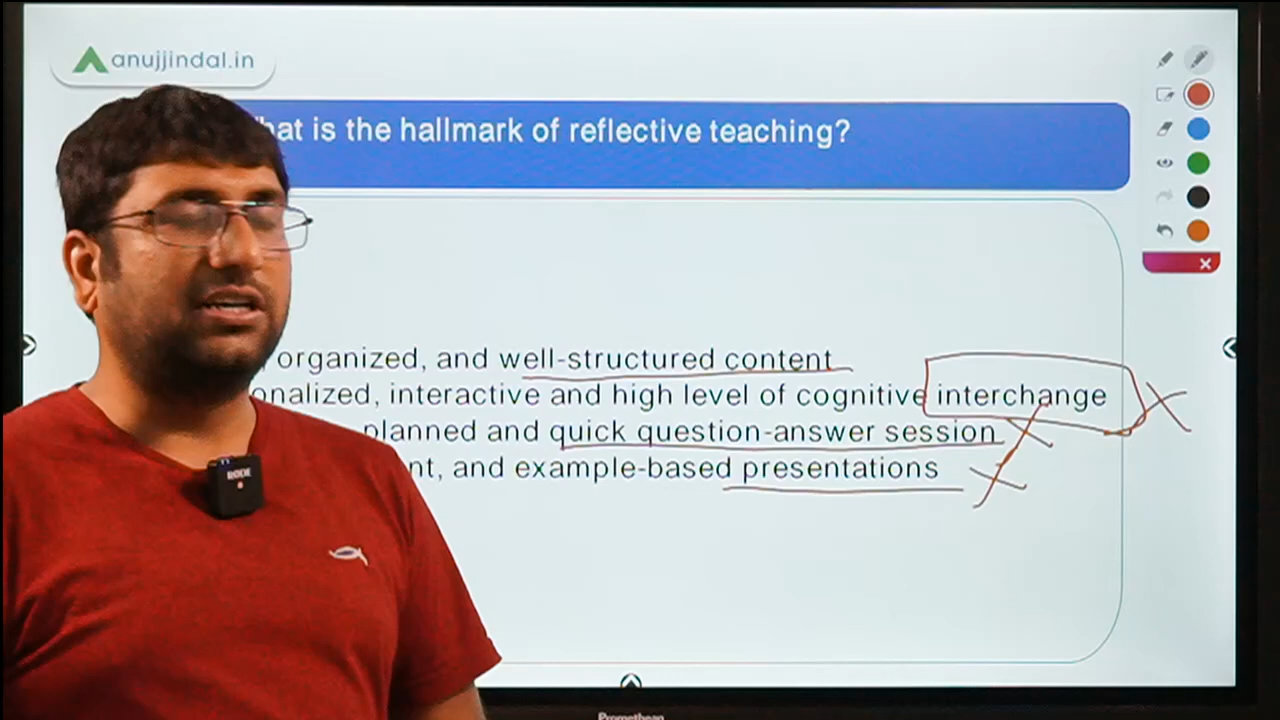 anujjindal.in
hat is the hallmark of reflective teaching?
organized, and well-structured content
onalized, interactive and high level of cognitive interchange
planned and quick question-answer session
nt, and example-based presentations
RODE
Promethean